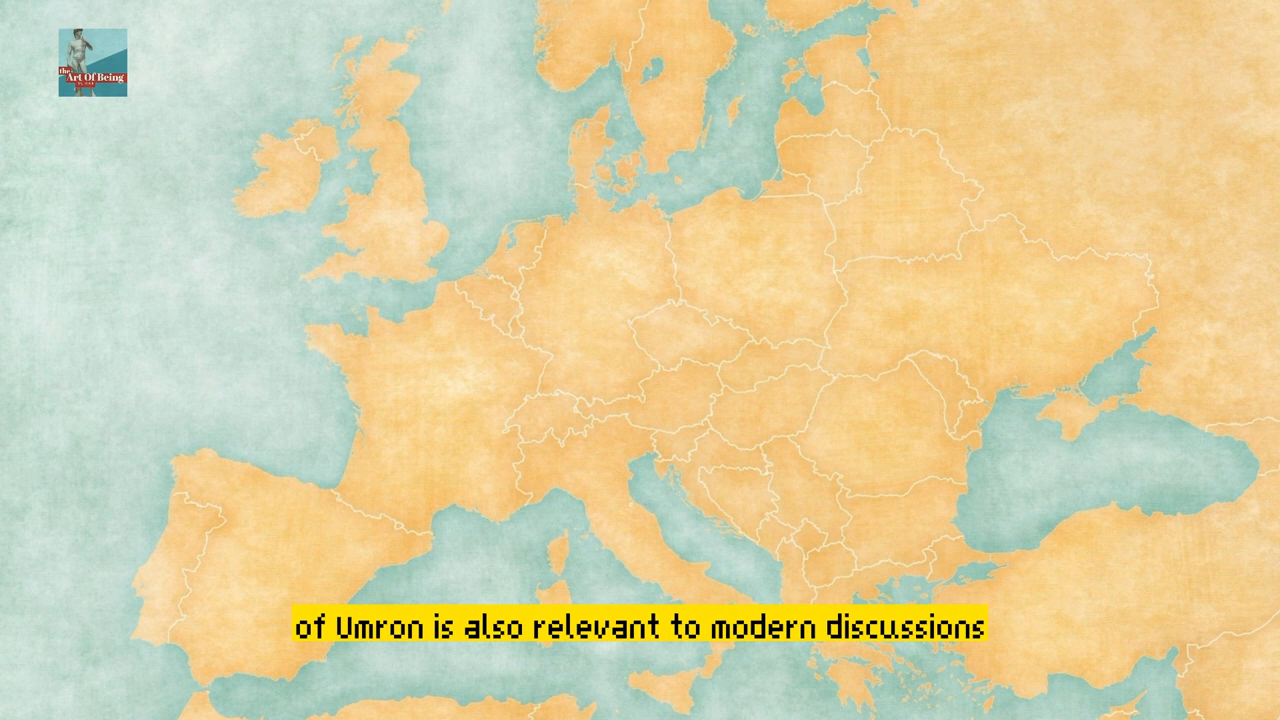 the
Art Of Being
of Umron is also relevant to modern discussions